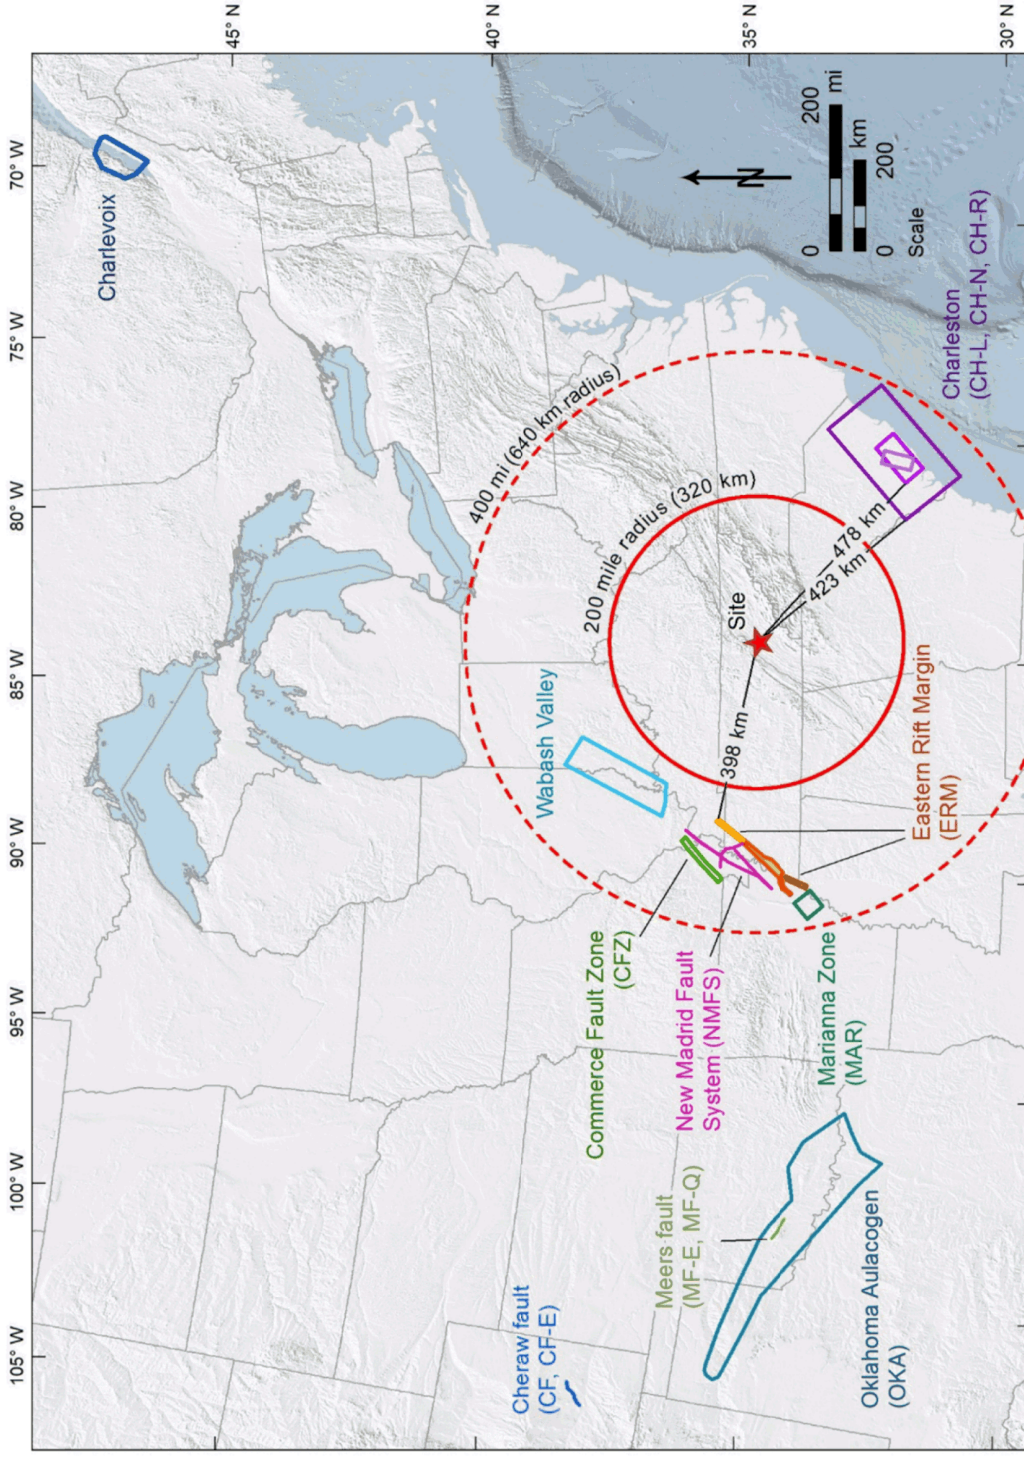 105° W
100° W
95° W
90° W
85° W
80° W
75° W
70° W
45° N
40° N
35° N
30° N
Charlevoix
Cheraw fault
(CF, CF-E)
Meers fault
(MF-E, MF-Q)
Oklahoma Aulacogen
(OKA)
Commerce Fault Zone
(CFZ)
New Madrid Fault
System (NMFS)
Marianna Zone
(MAR)
Wabash Valley
Eastern Rift Margin
(ERM)
400 mi (640 km radius)
200 mile radius (320 km)
Site
398 km
478 km
423 km
Charleston
(CH-L, CH-N, CH-R)
N
0 200 mi
km
0 200
Scale